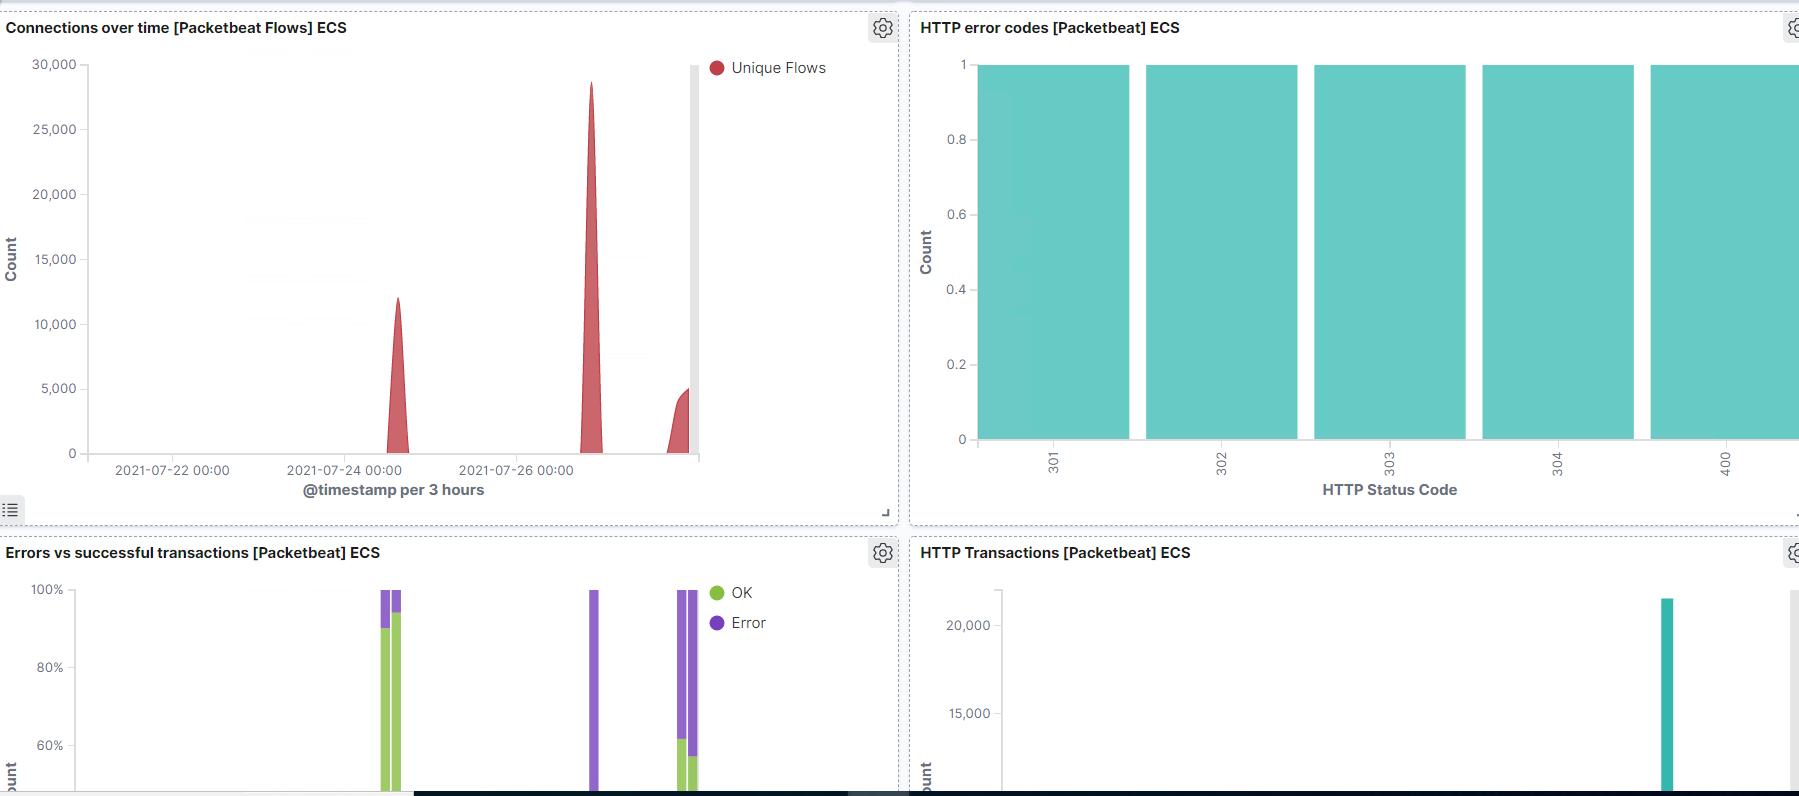 Connections over time [Packetbeat Flows] ECS
30,000
25,000
20,000
15,000
10,000
5,000
0
Count
2021-07-22 00:00
2021-07-24 00:00
2021-07-26 00:00
@timestamp per 3 hours
Unique Flows
HTTP error codes [Packetbeat] ECS
1
0.8
0.6
0.4
0.2
0
Count
301
302
303
304
400
HTTP Status Code
Errors vs successful transactions [Packetbeat] ECS
100%
80%
60%
OK
Error
HTTP Transactions [Packetbeat] ECS
20,000
15,000